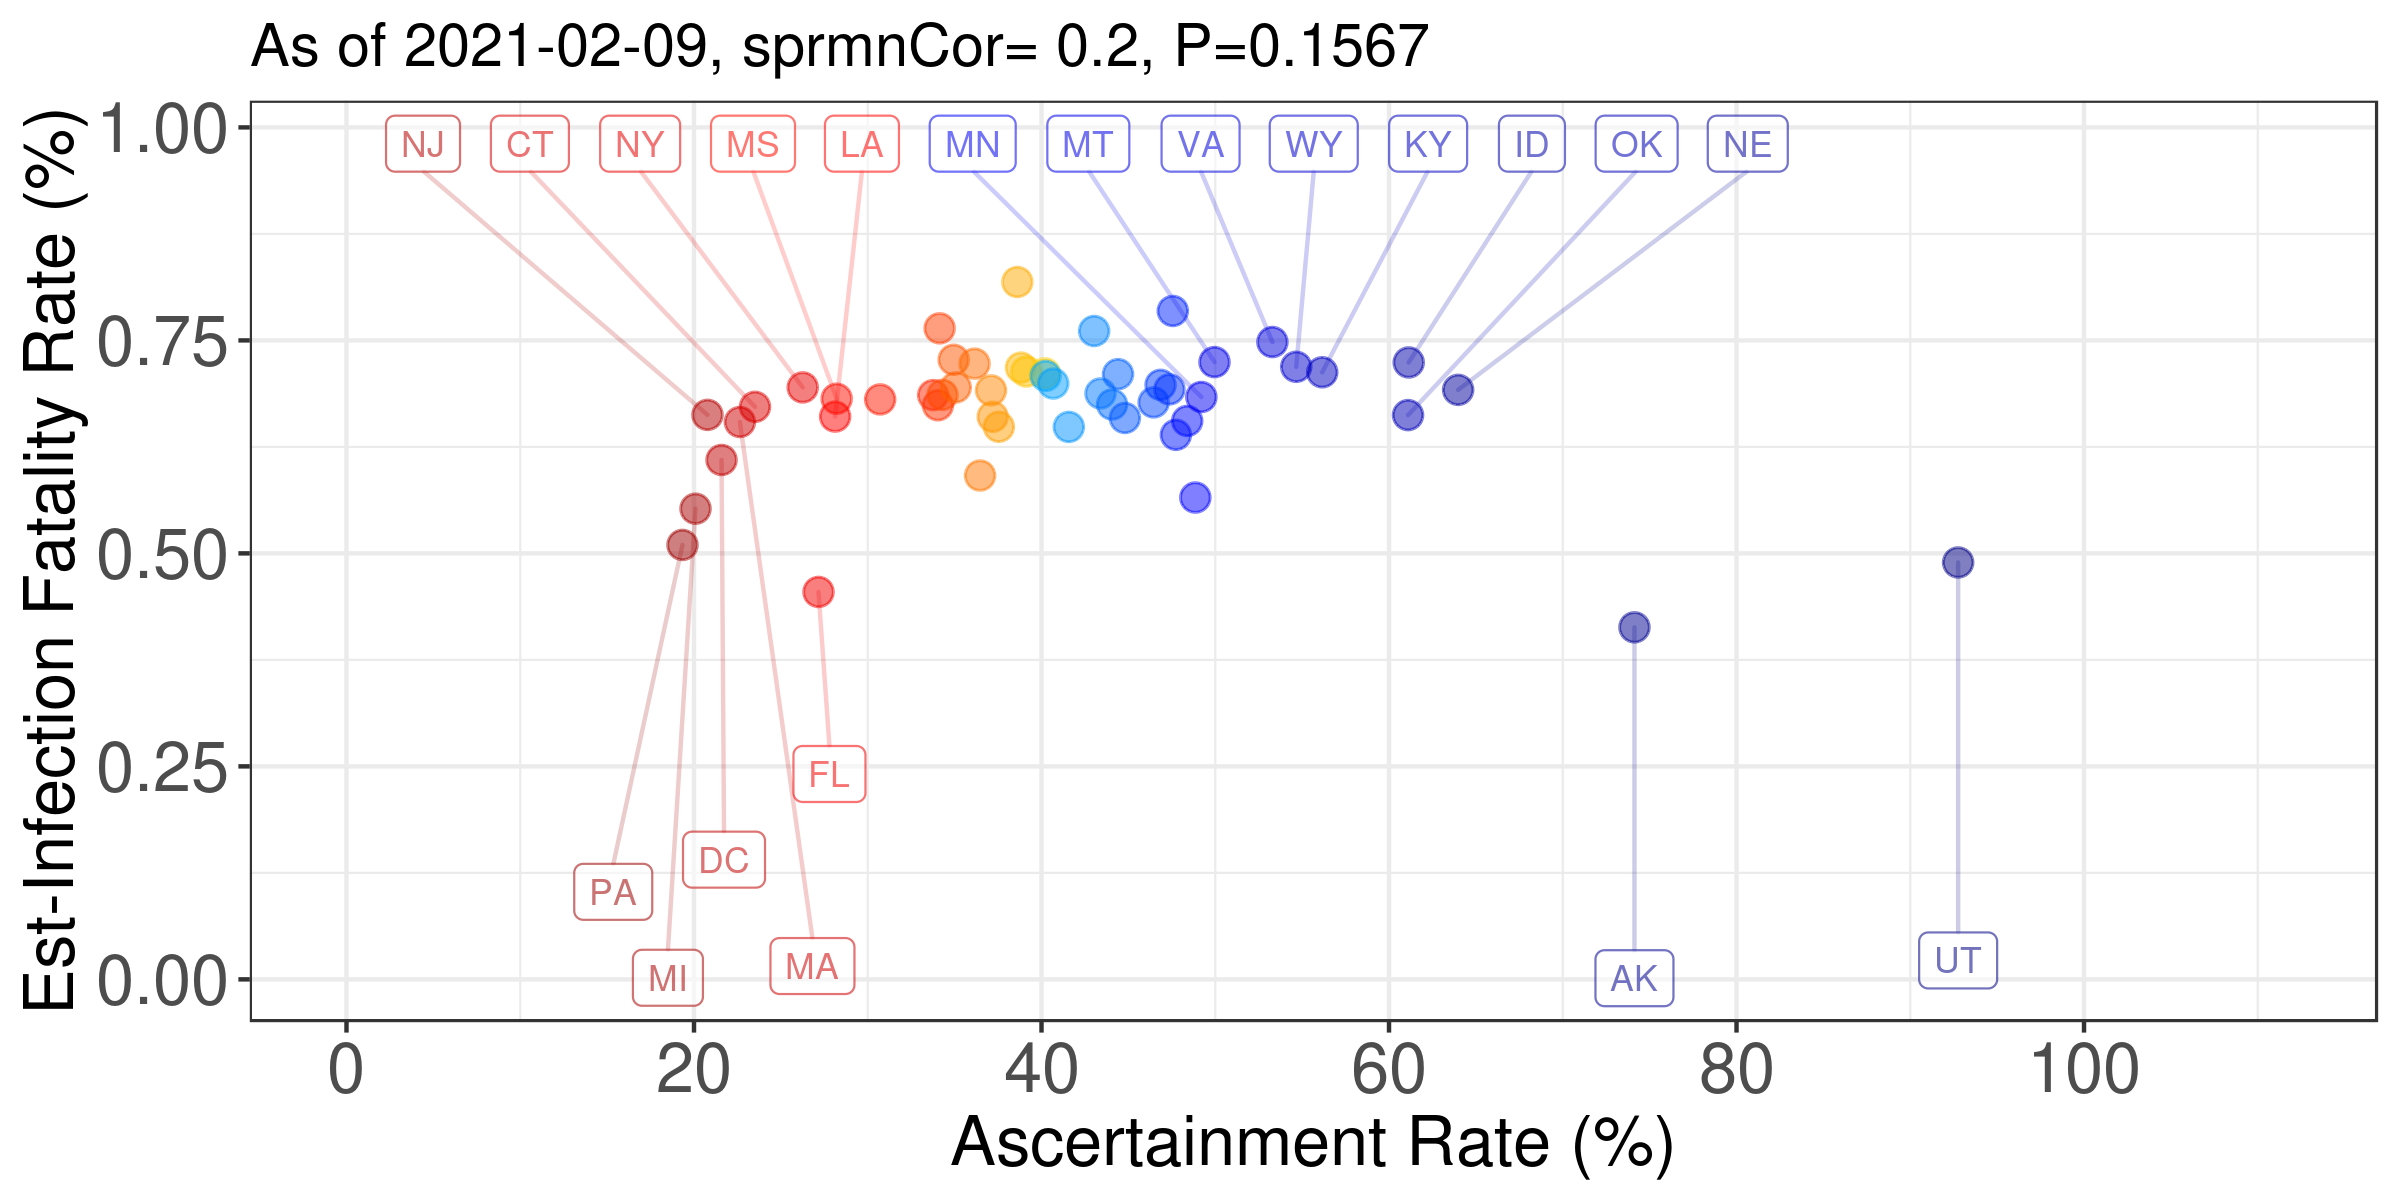 As of 2021-02-09, sprmnCor= 0.2, P=0.1567
Est-Infection Fatality Rate (%)
1.00
0.75
0.50
0.25
0.00
NJ CT NY MS LA MN MT VA WY KY ID OK NE
FL
DC
PA
UT
MA
MI
AK
0 20 40 60 80 100
Ascertainment Rate (%)